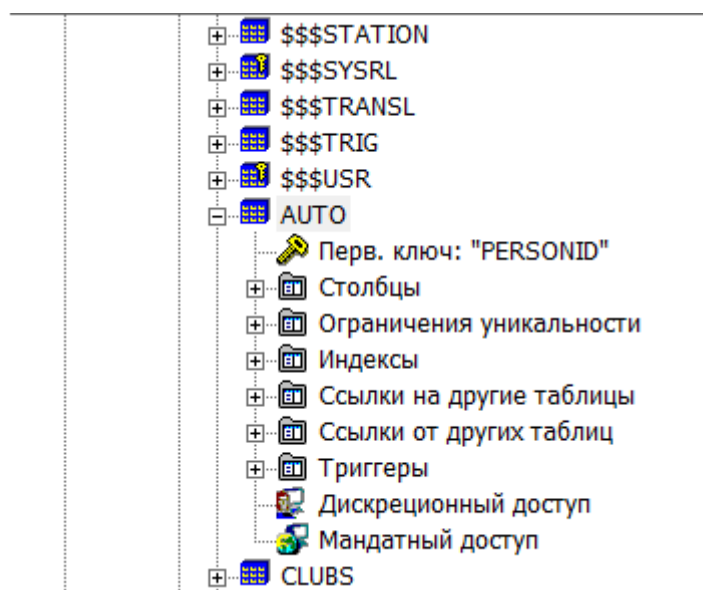 $$$STATION
$$$SYSRL
$$$TRANSL
$$$TRIG
$$$USR
AUTO
Перв. ключ: "PERSONID"
Столбцы
Ограничения уникальности
Индексы
Ссылки на другие таблицы
Ссылки от других таблиц
Триггеры
Дискреционный доступ
Мандатный доступ
CLUBS